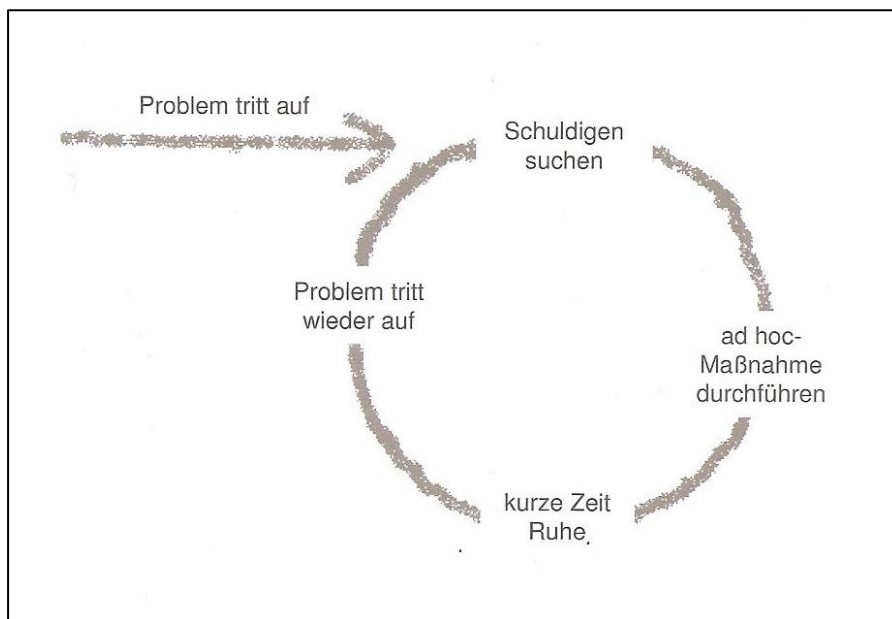 Problem tritt auf
Schuldigen
suchen
ad hoc-
Maßnahme
durchführen
kurze Zeit
Ruhe
Problem tritt
wieder auf